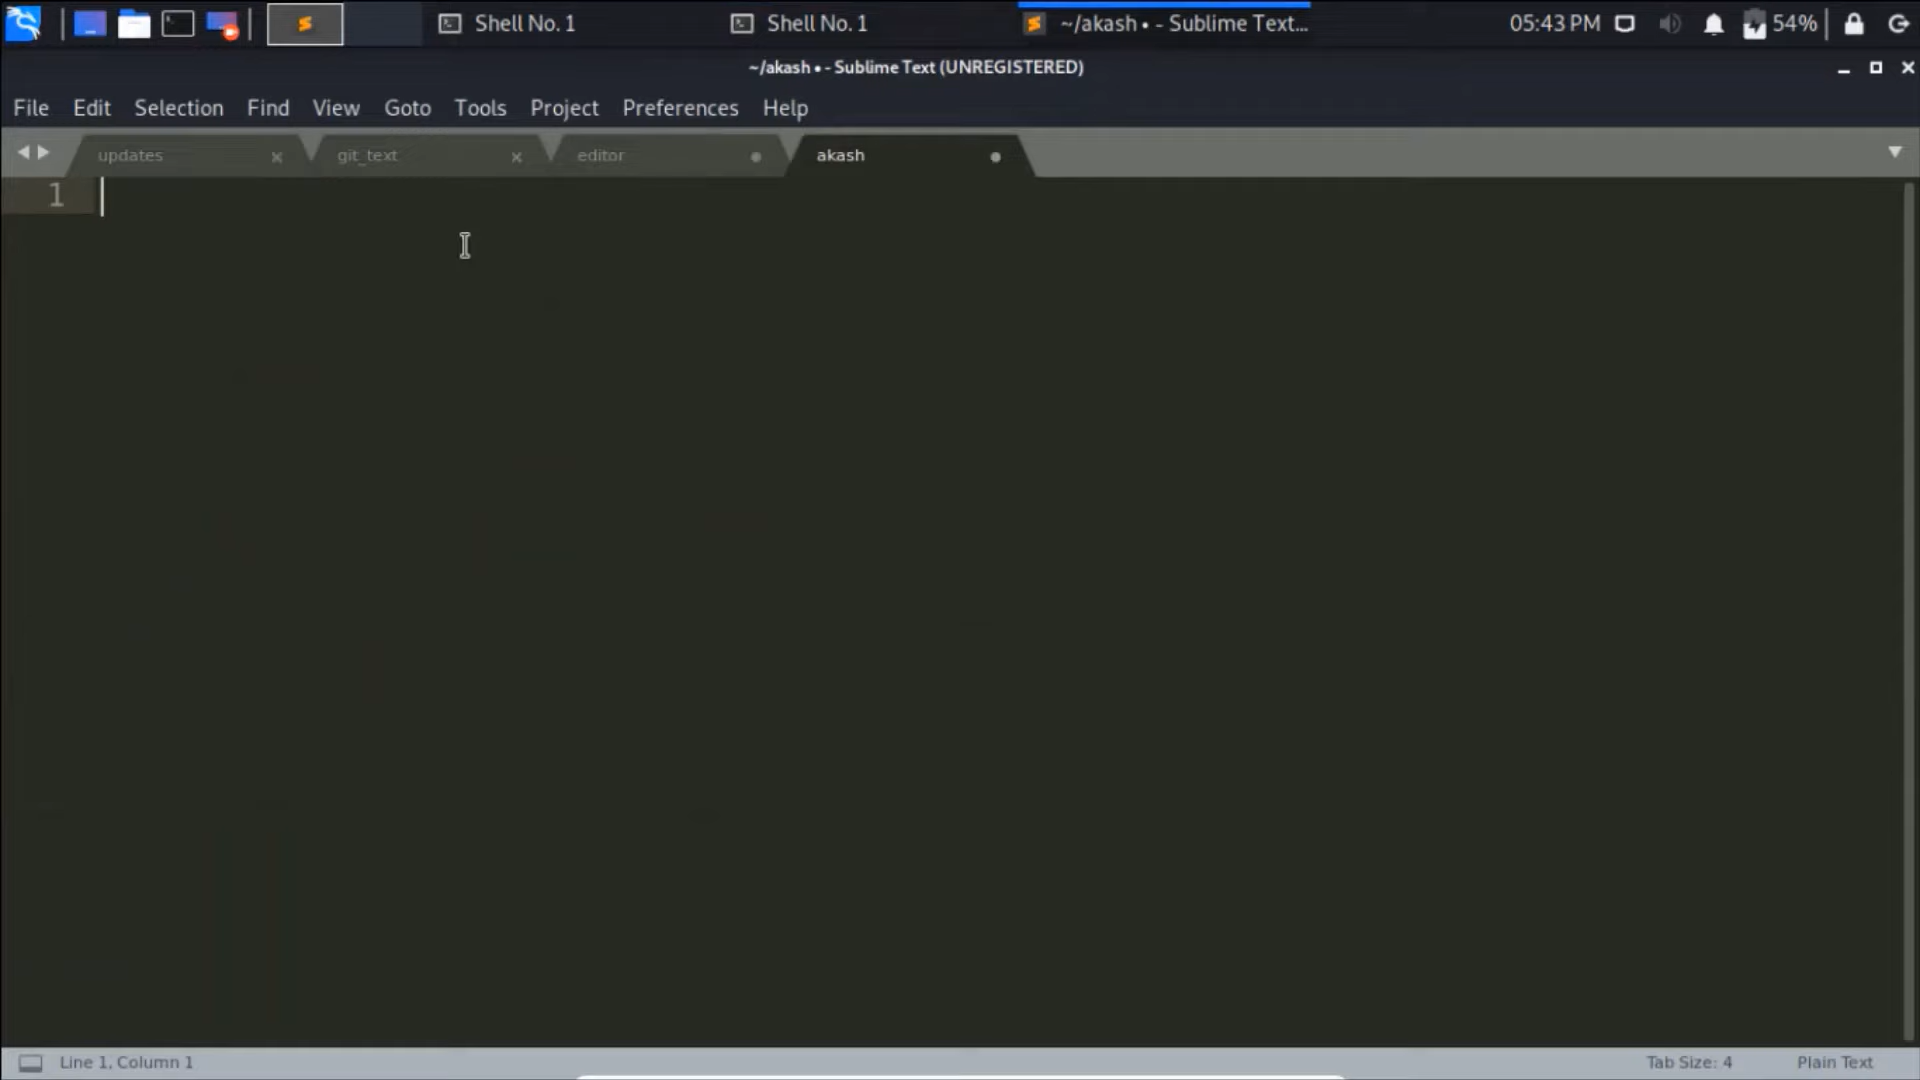 Shell No. 1 Shell No. 1 ~/akash • - Sublime Text... 05:43 PM 54%
~/akash • - Sublime Text (UNREGISTERED)
File Edit Selection Find View Goto Tools Project Preferences Help
updates git_text editor akash
1
Line 1, Column 1 Tab Size: 4 Plain Text